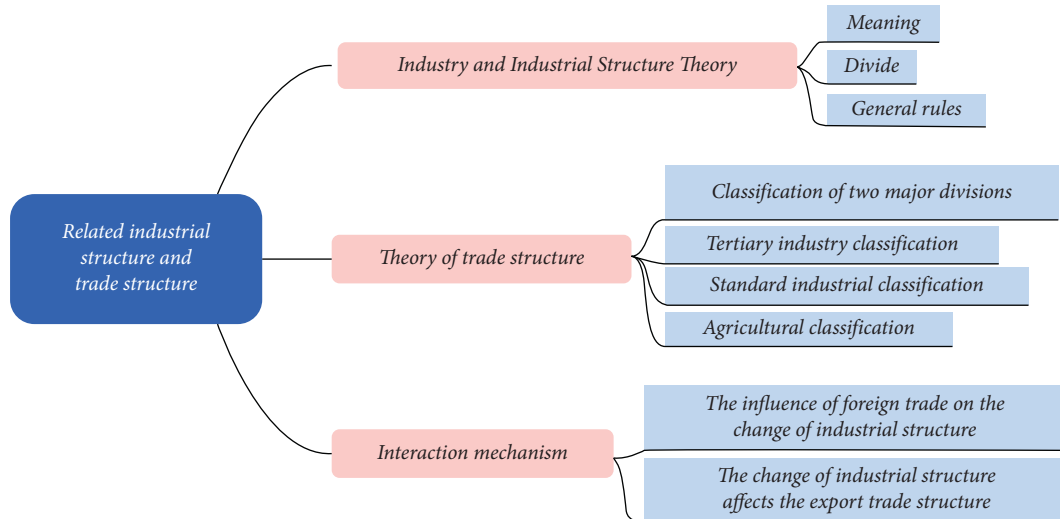 Related industrial
structure and
trade structure
Industry and Industrial Structure Theory
Meaning
Divide
General rules
Theory of trade structure
Classification of two major divisions
Tertiary industry classification
Standard industrial classification
Agricultural classification
Interaction mechanism
The influence of foreign trade on the
change of industrial structure
The change of industrial structure
affects the export trade structure